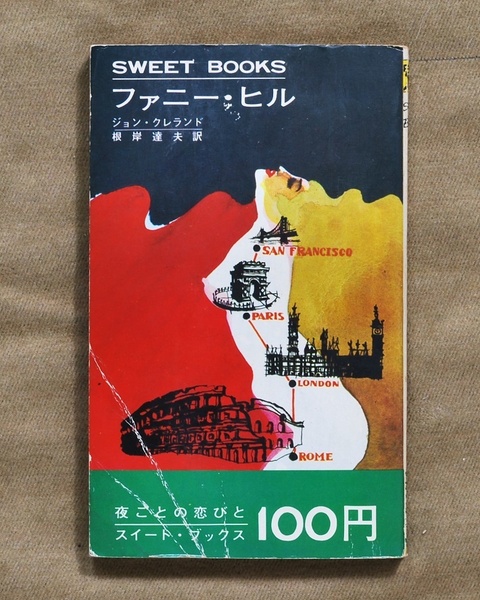 SWEET BOOKS
ファニー・ヒル
ジョン・クレランド
根岸達夫訳
SAN FRANCISCO
PARIS
LONDON
ROME
夜ごとの恋びと
スイート・ブックス
100円